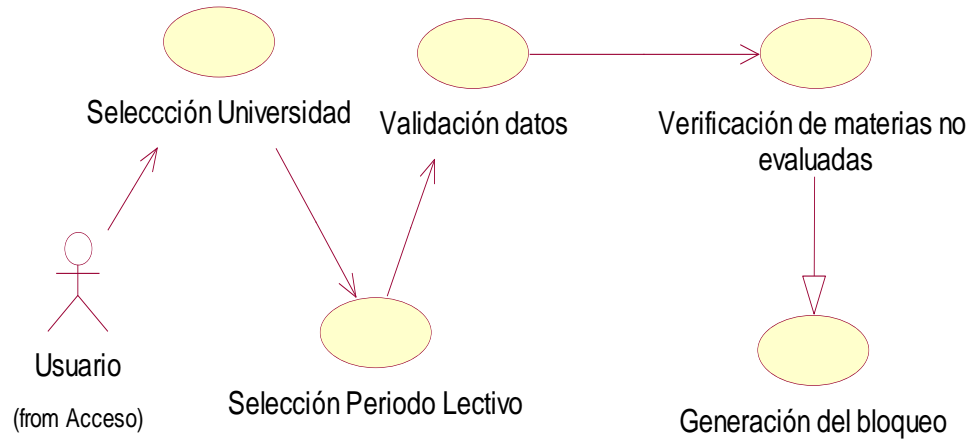 Seleccción Universidad
Validación datos
Verificación de materias no
evaluadas
Usuario
(from Acceso)
Selección Periodo Lectivo
Generación del bloqueo